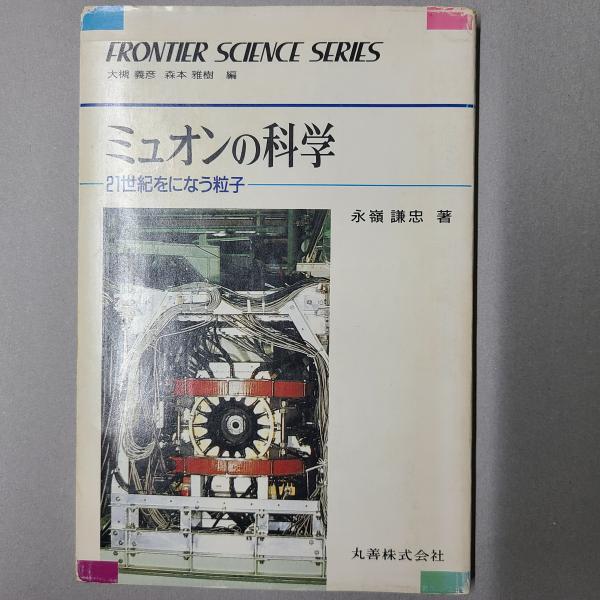 FRONTIER SCIENCE SERIES
大槻 義彦 森本 雅樹 編
ミュオンの科学
21世紀をになう粒子
永嶺 謙忠 著
丸善株式会社